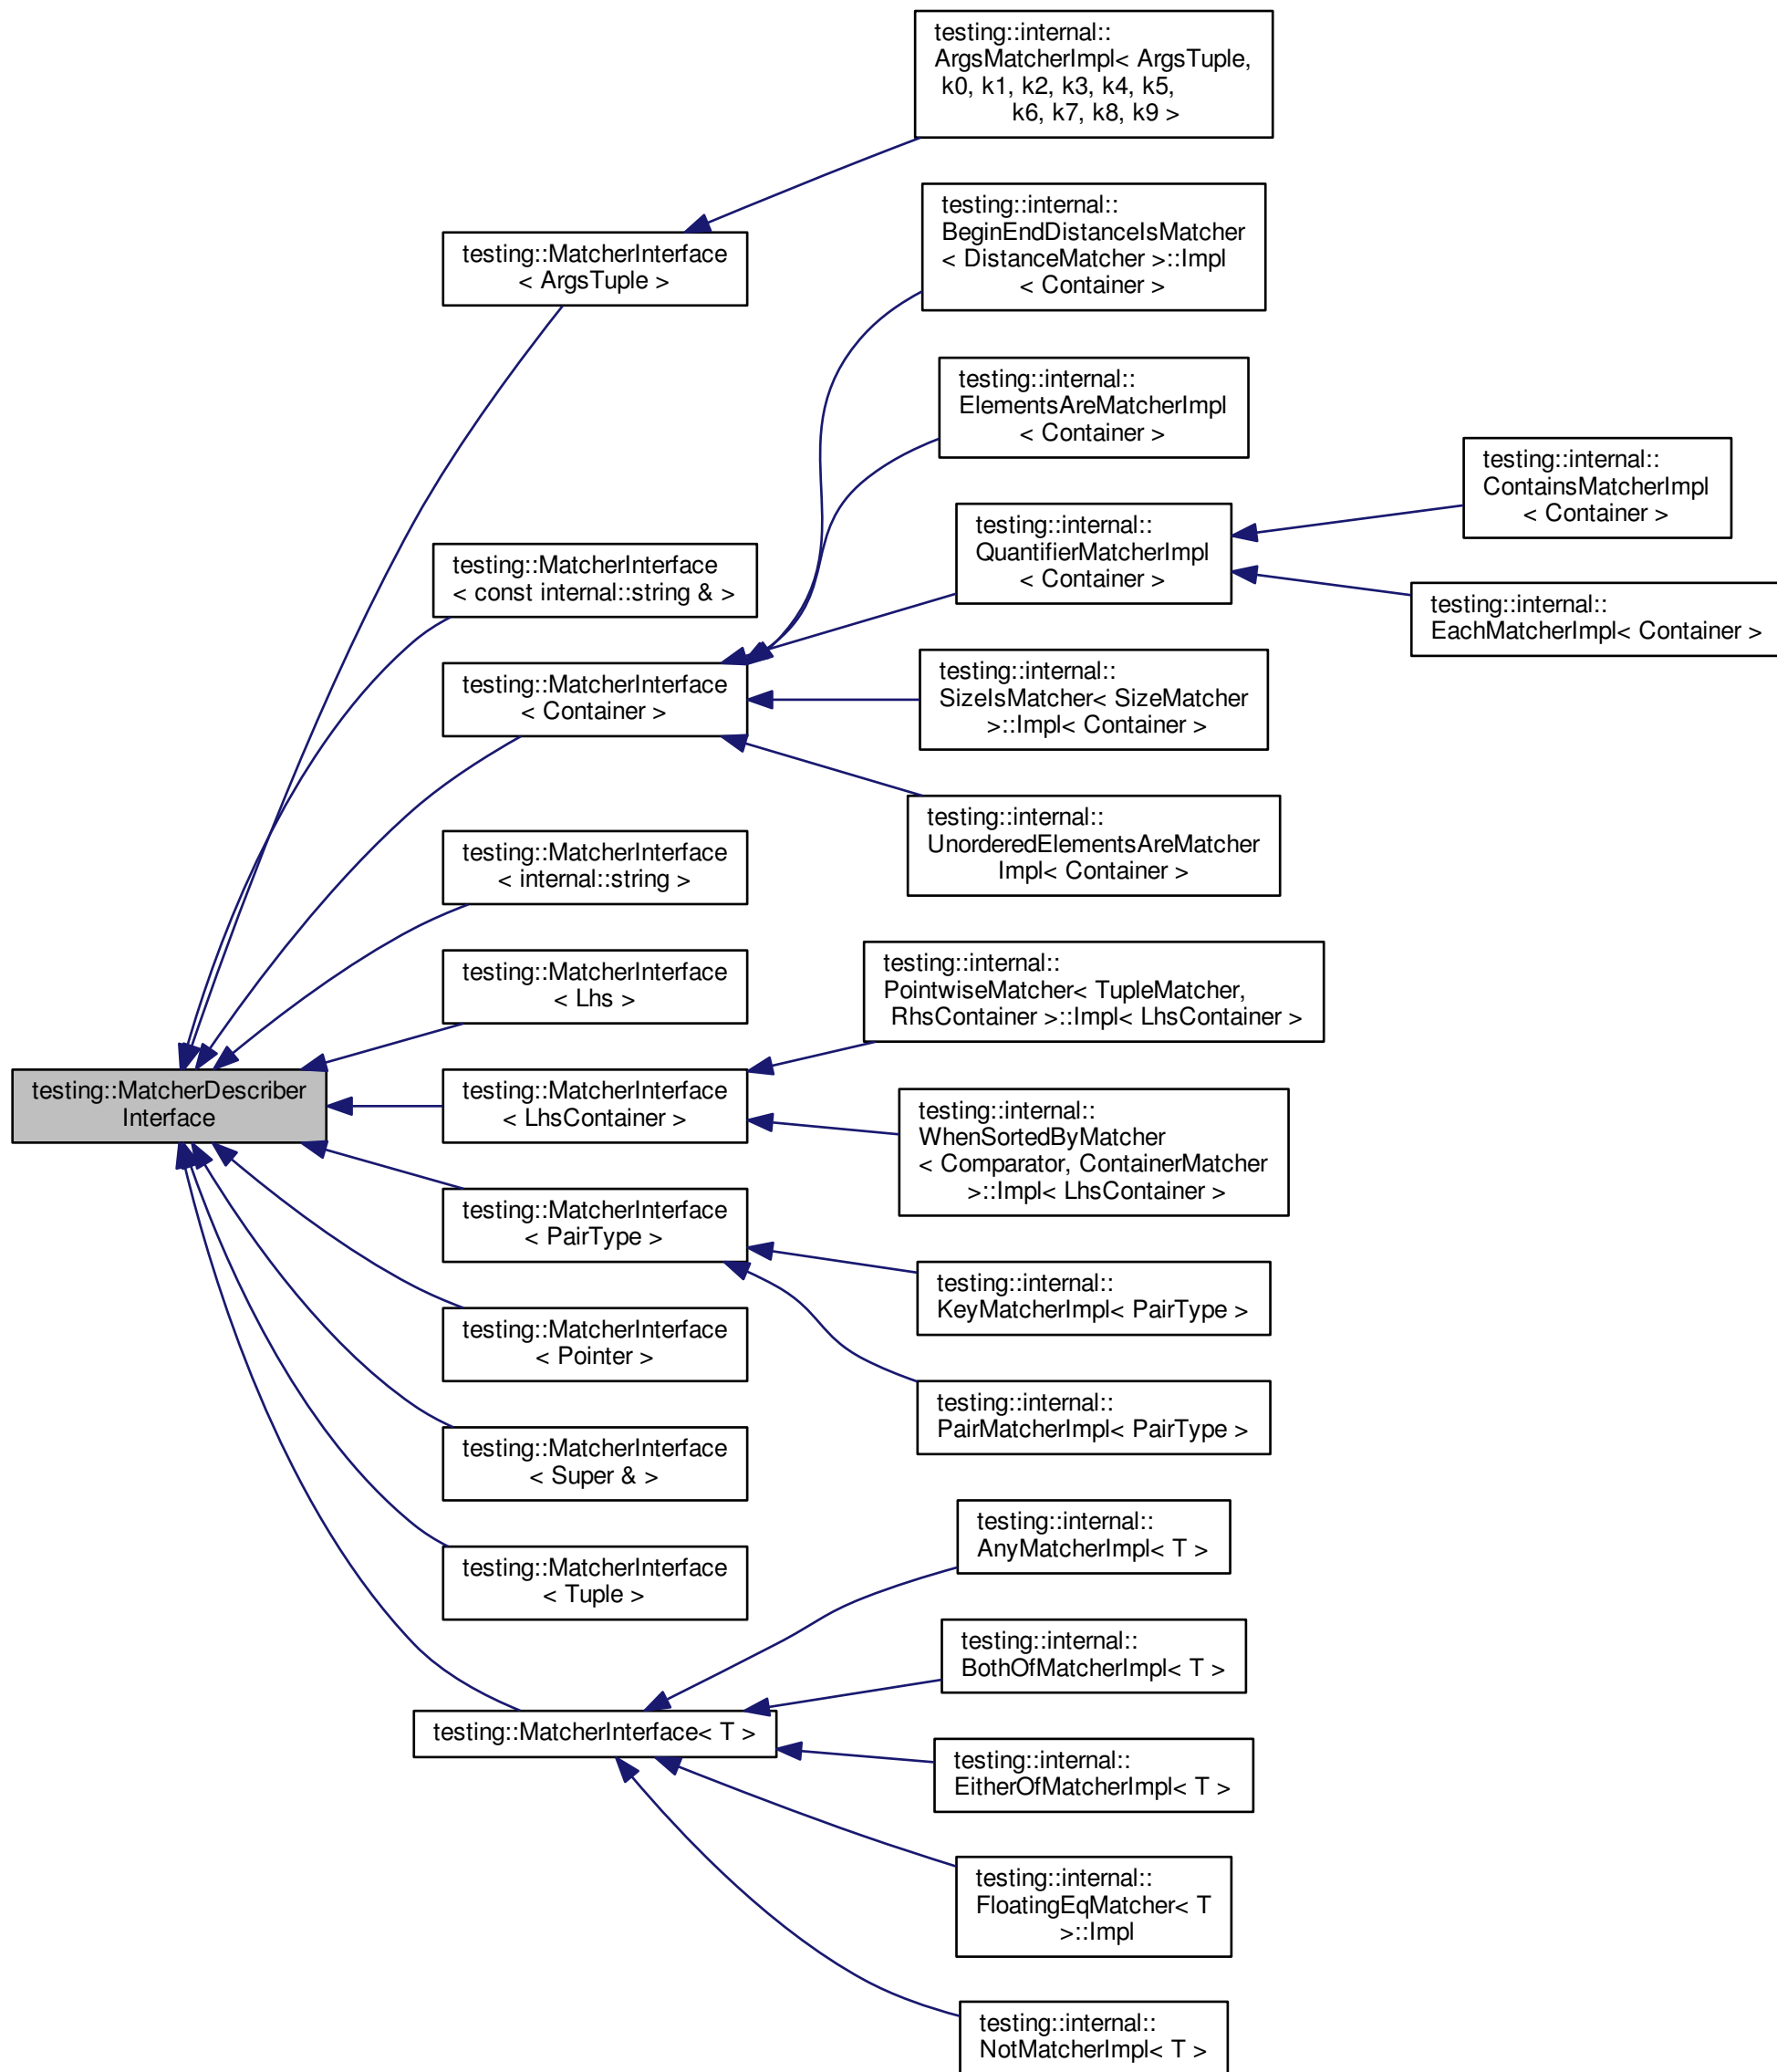 testing::internal::
ArgsMatcherImpl< ArgsTuple,
k0, k1, k2, k3, k4, k5,
k6, k7, k8, k9 >
testing::MatcherInterface
< ArgsTuple >
testing::internal::
BeginEndDistanceIsMatcher
< DistanceMatcher >::Impl
< Container >
testing::internal::
ElementsAreMatcherImpl
< Container >
testing::internal::
ContainsMatcherImpl
< Container >
testing::internal::
QuantifierMatcherImpl
< Container >
testing::MatcherInterface
< const internal::string & >
testing::internal::
EachMatcherImpl< Container >
testing::MatcherInterface
< Container >
testing::internal::
SizeIsMatcher< SizeMatcher
>::Impl< Container >
testing::internal::
UnorderedElementsAreMatcher
Impl< Container >
testing::MatcherInterface
< internal::string >
testing::MatcherInterface
< Lhs >
testing::internal::
PointwiseMatcher< TupleMatcher,
RhsContainer >::Impl< LhsContainer >
testing::MatcherDescriber
Interface
testing::MatcherInterface
< LhsContainer >
testing::internal::
WhenSortedByMatcher
< Comparator, ContainerMatcher
>::Impl< LhsContainer >
testing::MatcherInterface
< PairType >
testing::internal::
KeyMatcherImpl< PairType >
testing::MatcherInterface
< Pointer >
testing::internal::
PairMatcherImpl< PairType >
testing::MatcherInterface
< Super & >
testing::internal::
AnyMatcherImpl< T >
testing::MatcherInterface
< Tuple >
testing::internal::
BothOfMatcherImpl< T >
testing::MatcherInterface< T >
testing::internal::
EitherOfMatcherImpl< T >
testing::internal::
FloatingEqMatcher< T
>::Impl
testing::internal::
NotMatcherImpl< T >